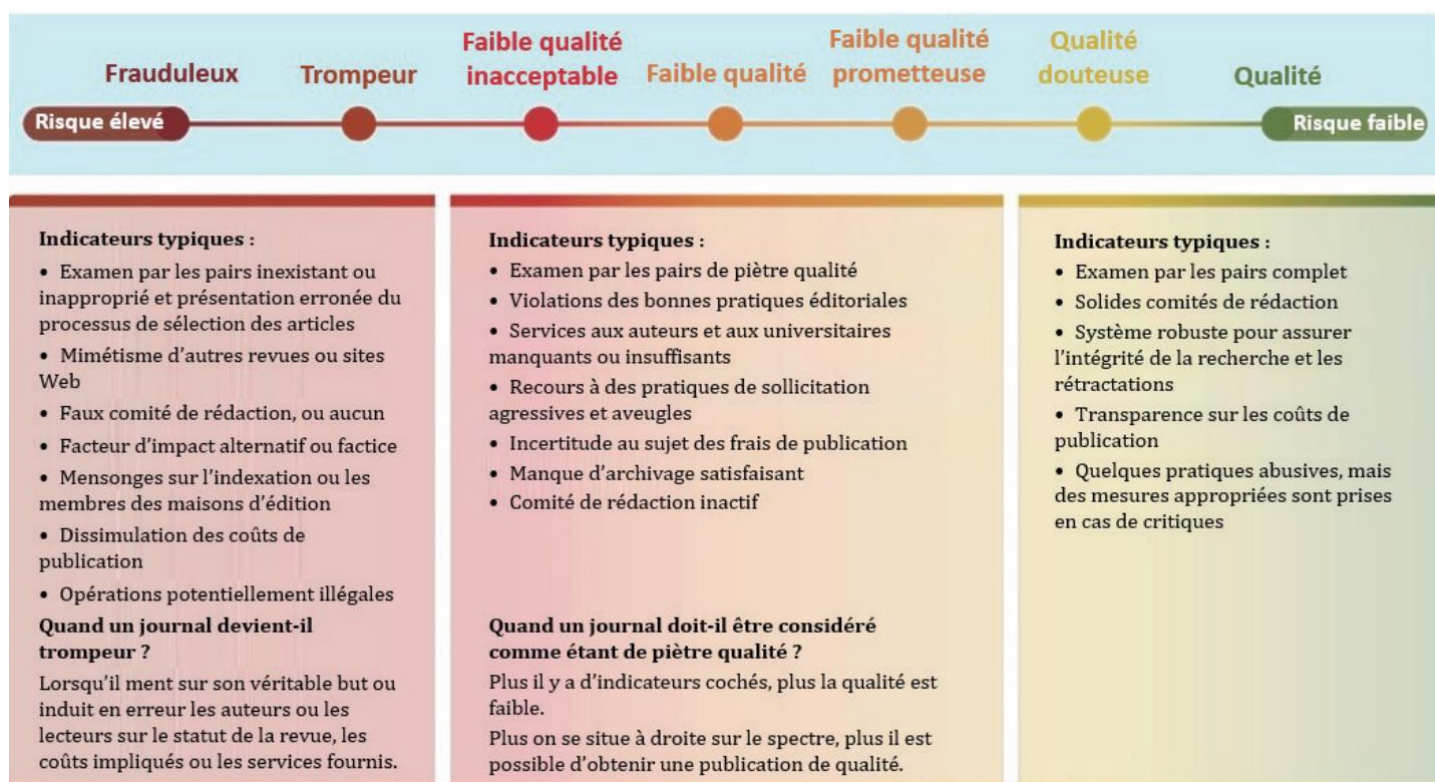 Frauduleux
Trompeur
Faible qualité
inacceptable
Faible qualité
Faible qualité
prometteuse
Qualité
douteuse
Qualité
Risque élevé
Risque faible
Indicateurs typiques :
• Examen par les pairs inexistant ou
inapproprié et présentation erronée du
processus de sélection des articles
• Mimétisme d'autres revues ou sites
Web
• Faux comité de rédaction, ou aucun
• Facteur d'impact alternatif ou factice
• Mensonges sur l'indexation ou les
membres des maisons d'édition
• Dissimulation des coûts de
publication
• Opérations potentiellement illégales
Quand un journal devient-il
trompeur ?
Lorsqu'il ment sur son véritable but ou
induit en erreur les auteurs ou les
lecteurs sur le statut de la revue, les
coûts impliqués ou les services fournis.
Indicateurs typiques :
• Examen par les pairs de piètre qualité
• Violations des bonnes pratiques éditoriales
• Services aux auteurs et aux universitaires
manquants ou insuffisants
• Recours à des pratiques de sollicitation
agressives et aveugles
• Incertitude au sujet des frais de publication
• Manque d'archivage satisfaisant
• Comité de rédaction inactif
Quand un journal doit-il être considéré
comme étant de piètre qualité ?
Plus il y a d'indicateurs cochés, plus la qualité est
faible.
Plus on se situe à droite sur le spectre, plus il est
possible d'obtenir une publication de qualité.
Indicateurs typiques :
• Examen par les pairs complet
• Solides comités de rédaction
• Système robuste pour assurer
l'intégrité de la recherche et les
rétractations
• Transparence sur les coûts de
publication
• Quelques pratiques abusives, mais
des mesures appropriées sont prises
en cas de critiques